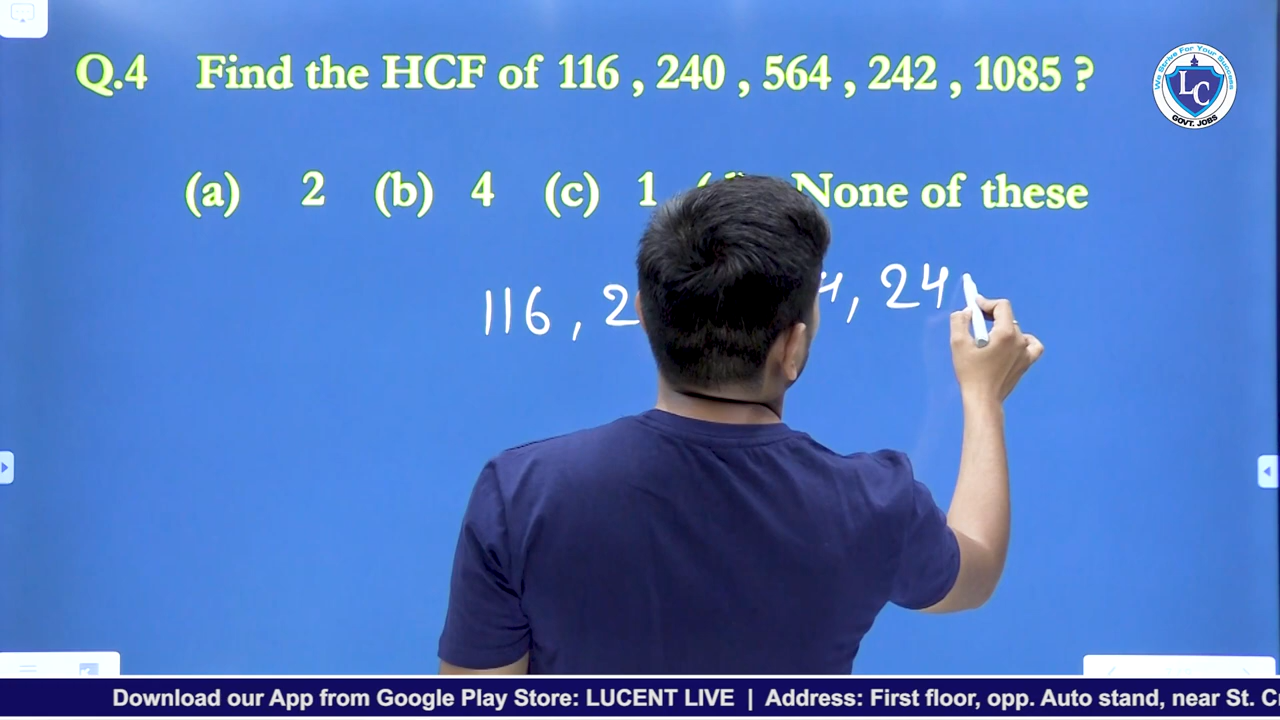 Q.4 Find the HCF of 116 , 240 , 564 , 242 , 1085 ?
We Strive For Your Success
LC
GOVT. JOBS
(a) 2 (b) 4 (c) 1 None of these
116 , 2 4 , 24
Download our App from Google Play Store: LUCENT LIVE | Address: First floor, opp. Auto stand, near St. C